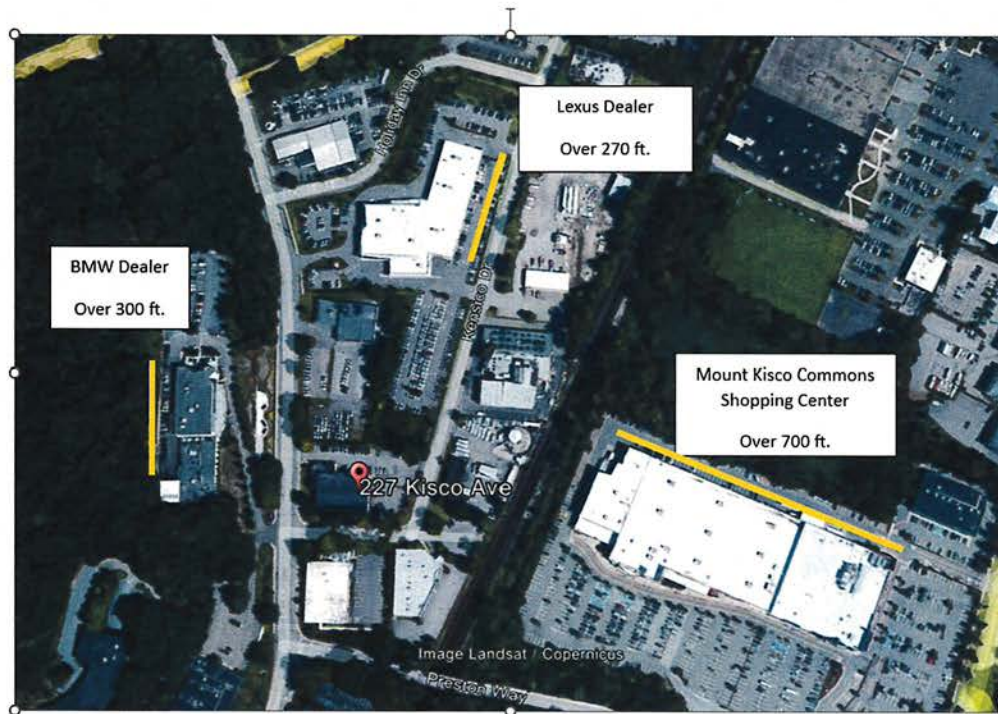 Holiday Inn Dr
Lexus Dealer
Over 270 ft.
BMW Dealer
Over 300 ft.
Kensico Dr
Mount Kisco Commons
Shopping Center
Over 700 ft.
227 Kisco Ave
Image Landsat / Copernicus
Preston Way